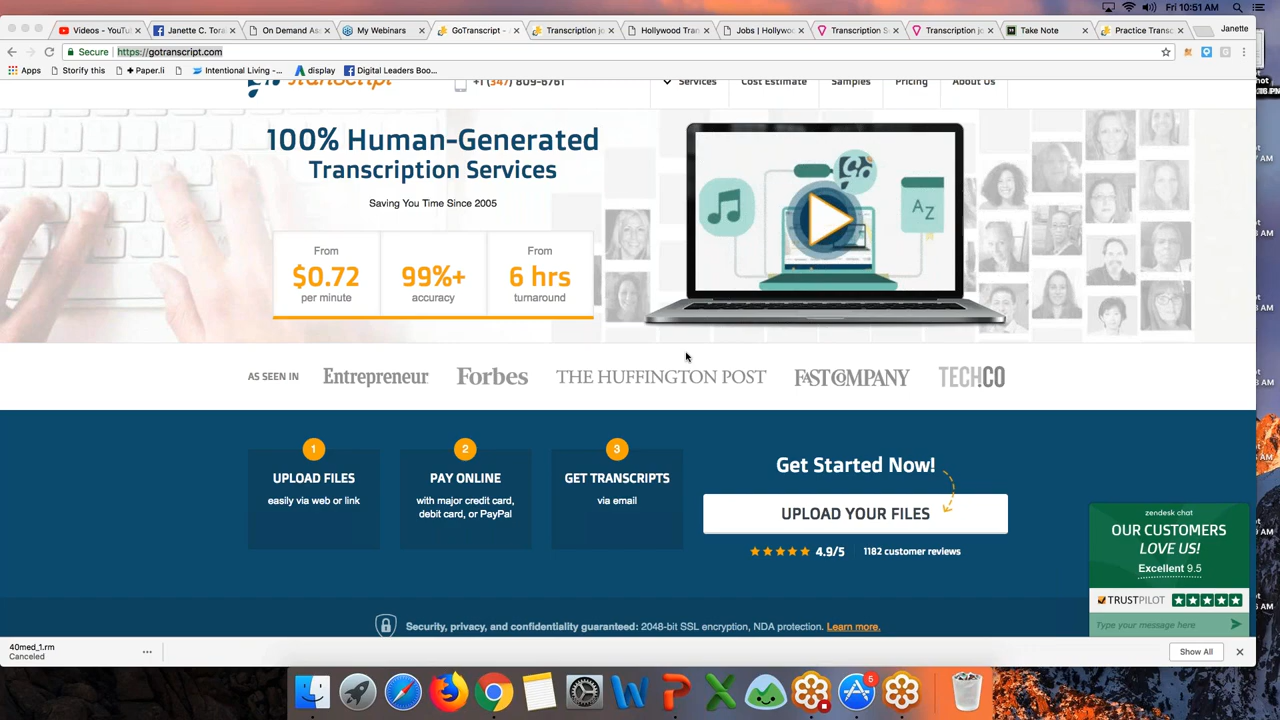 Fri 10:51 AM
Videos - YouTu
Janette C. Tora
On Demand As
My Webinars
GoTranscript -
Transcription jo
Hollywood Tran
Jobs | Hollywoo
Transcription S
Transcription jo
Take Note
Practice Transc
Janette
Secure
https://gotranscript.com
Apps
Storify this
+ Paper.li
Intentional Living -...
display
Digital Leaders Boo...
+1 (347) 809-6761
Services
Cost Estimate
Samples
Pricing
About Us
100% Human-Generated
Transcription Services
Saving You Time Since 2005
From
$0.72
per minute
99%+
accuracy
From
6 hrs
turnaround
A Z
AS SEEN IN
Entrepreneur
Forbes
THE HUFFINGTON POST
FAST COMPANY
TECHCO
1
UPLOAD FILES
easily via web or link
2
PAY ONLINE
with major credit card,
debit card, or PayPal
3
GET TRANSCRIPTS
via email
Get Started Now!
UPLOAD YOUR FILES
4.9/5
1182 customer reviews
zendesk chat
OUR CUSTOMERS
LOVE US!
Excellent 9.5
TRUSTPILOT
Type your message here
Security, privacy, and confidentiality guaranteed: 2048-bit SSL encryption, NDA protection. Learn more.
40med_1.rm
Canceled
Show All
5